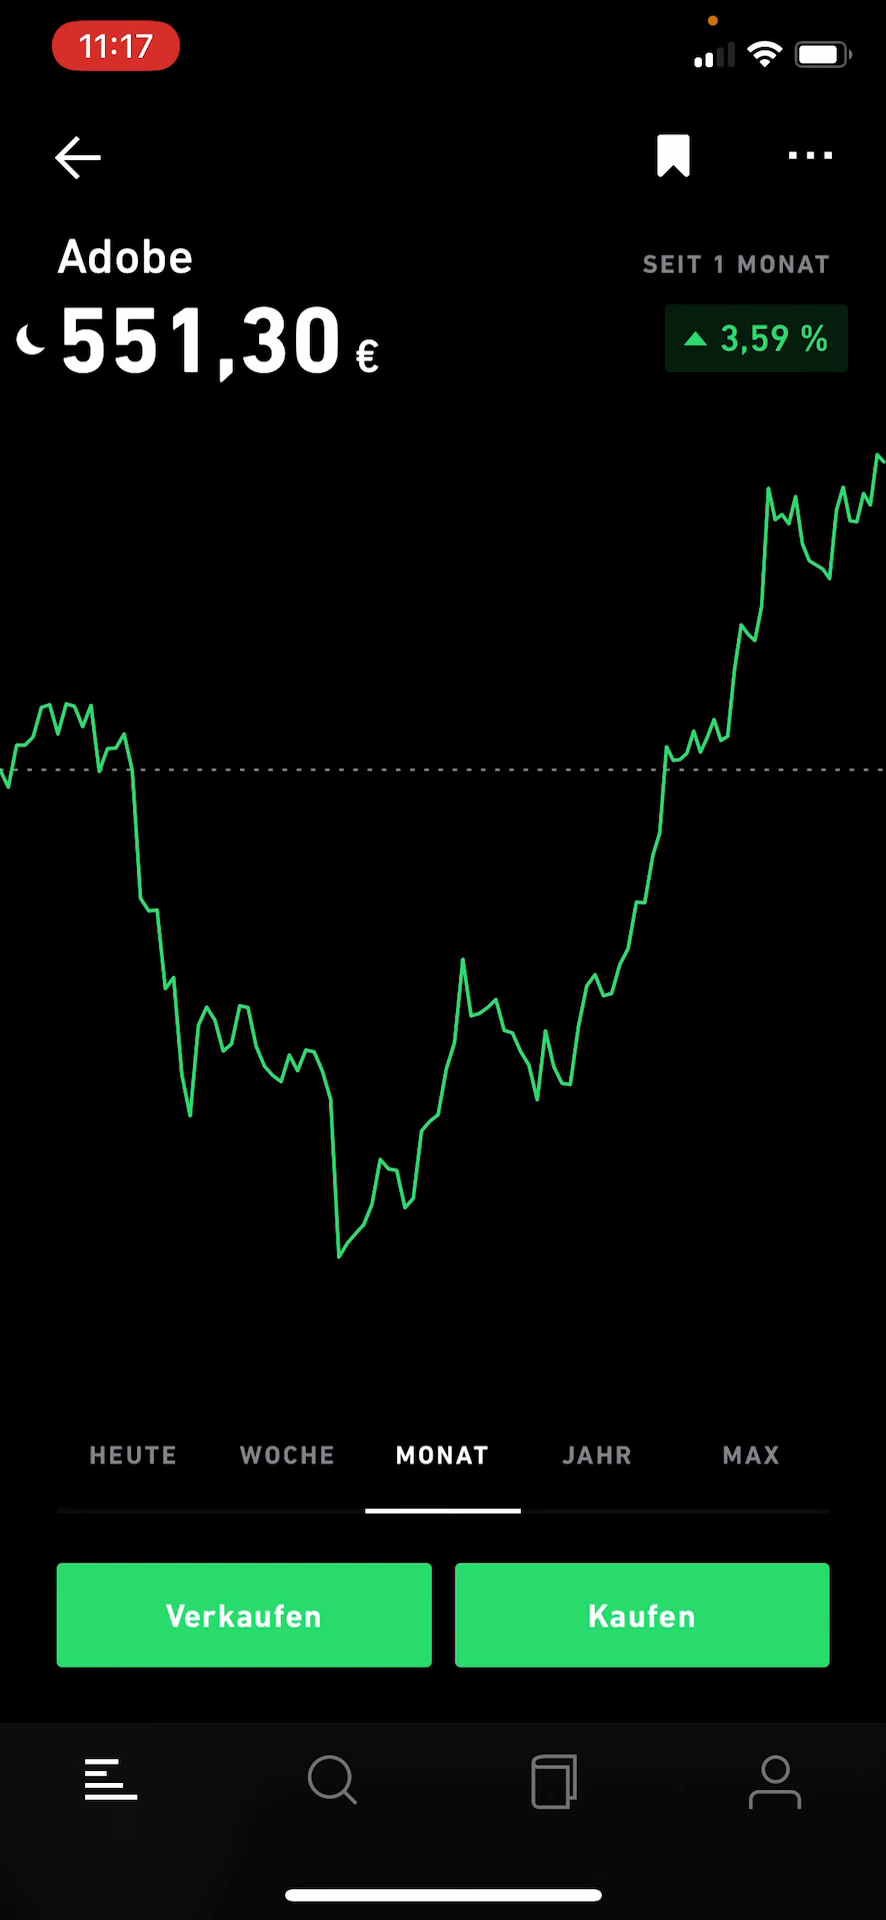 11:17
Adobe
SEIT 1 MONAT
551,30 €
3,59 %
HEUTE WOCHE MONAT JAHR MAX
Verkaufen Kaufen